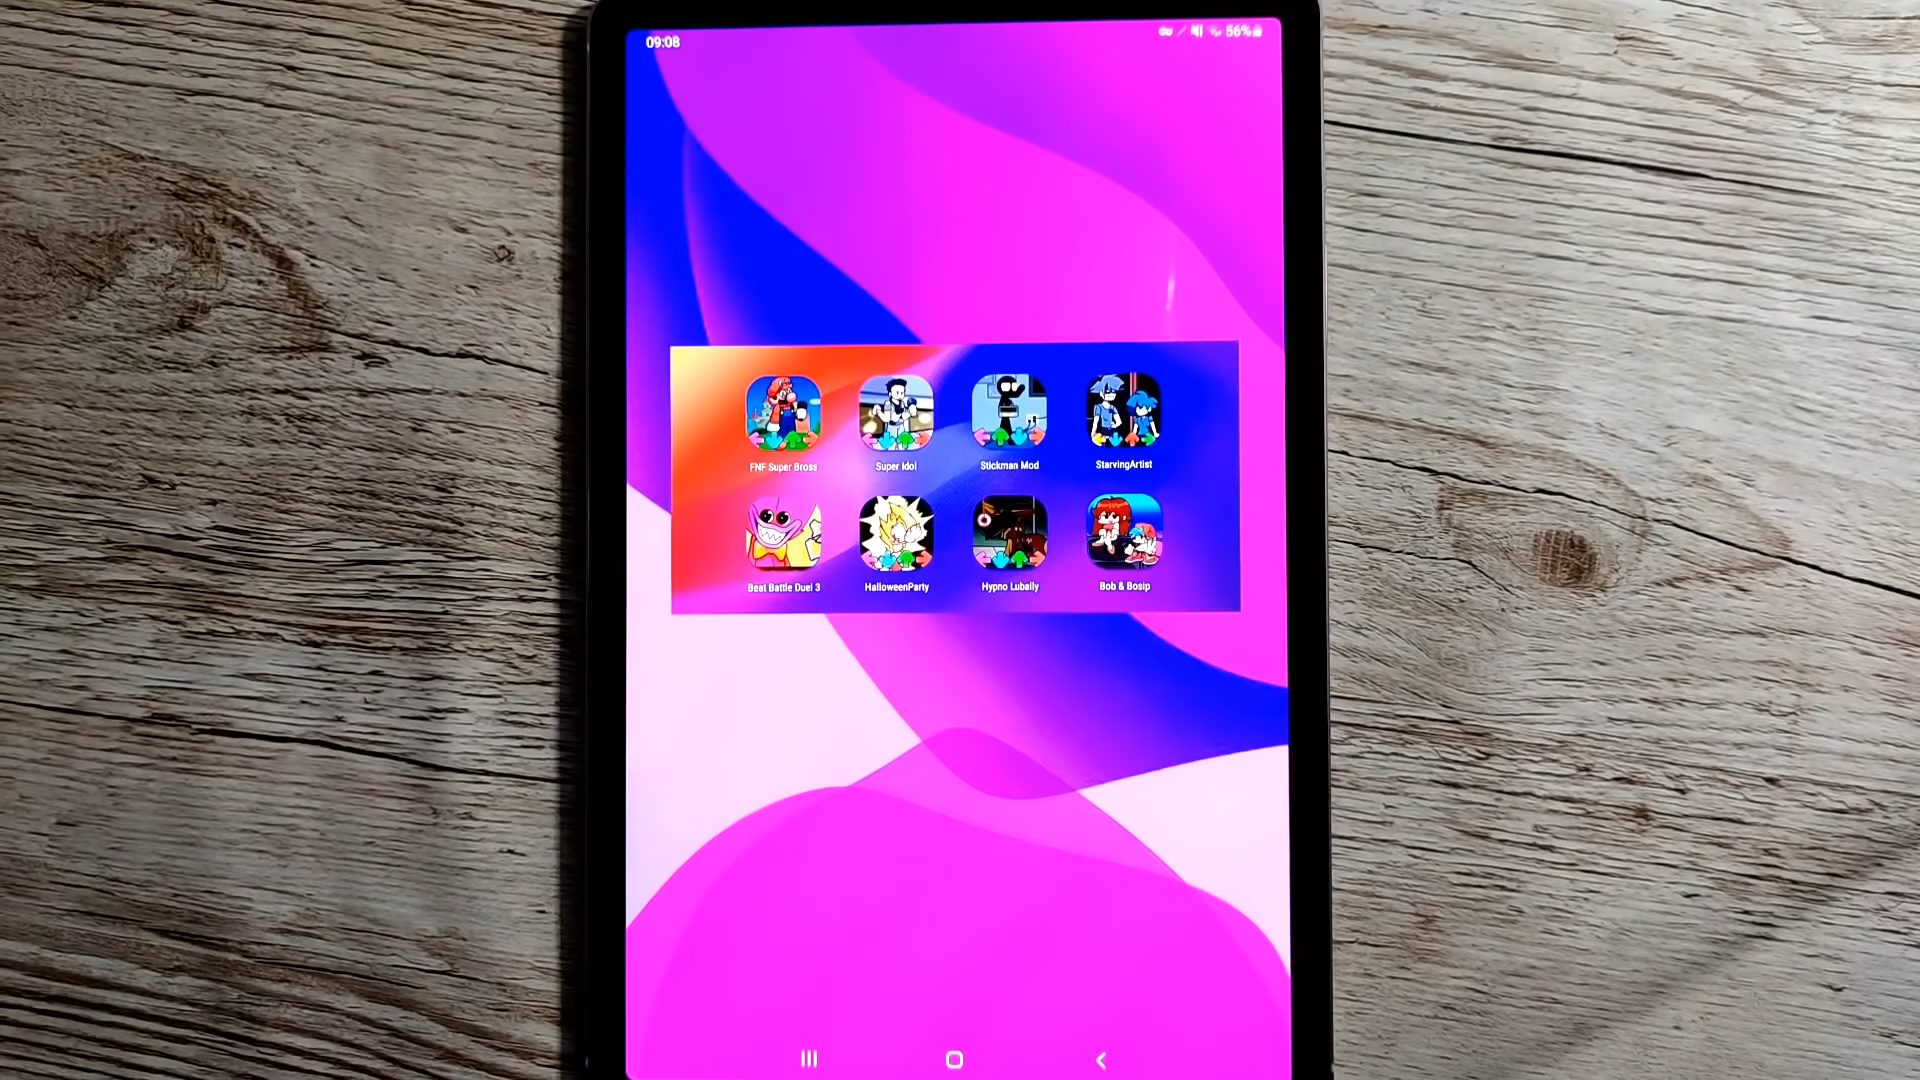 09:08
56%
FNF Super Bross
Super Idol
Stickman Mod
StarvingArtist
Beat Battle Duel 3
HalloweenParty
Hypno Lubally
Bob & Bosip